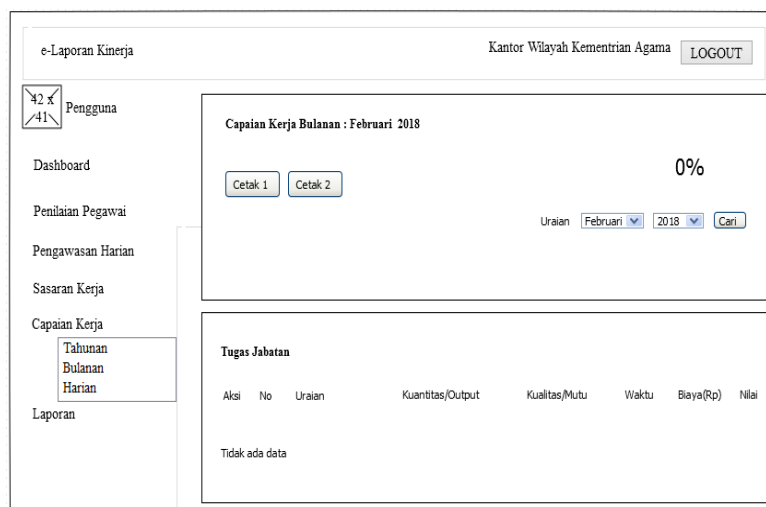 e-Laporan Kinerja
Kantor Wilayah Kementrian Agama
LOGOUT
42 x
41
Pengguna
Dashboard
Penilaian Pegawai
Pengawasan Harian
Sasaran Kerja
Capaian Kerja
Tahunan
Bulanan
Harian
Laporan
Capaian Kerja Bulanan : Februari 2018
0%
Cetak 1 Cetak 2
Uraian Februari 2018 Cari
Tugas Jabatan
Aksi No Uraian Kuantitas/Output Kualitas/Mutu Waktu Biaya(Rp) Nilai
Tidak ada data